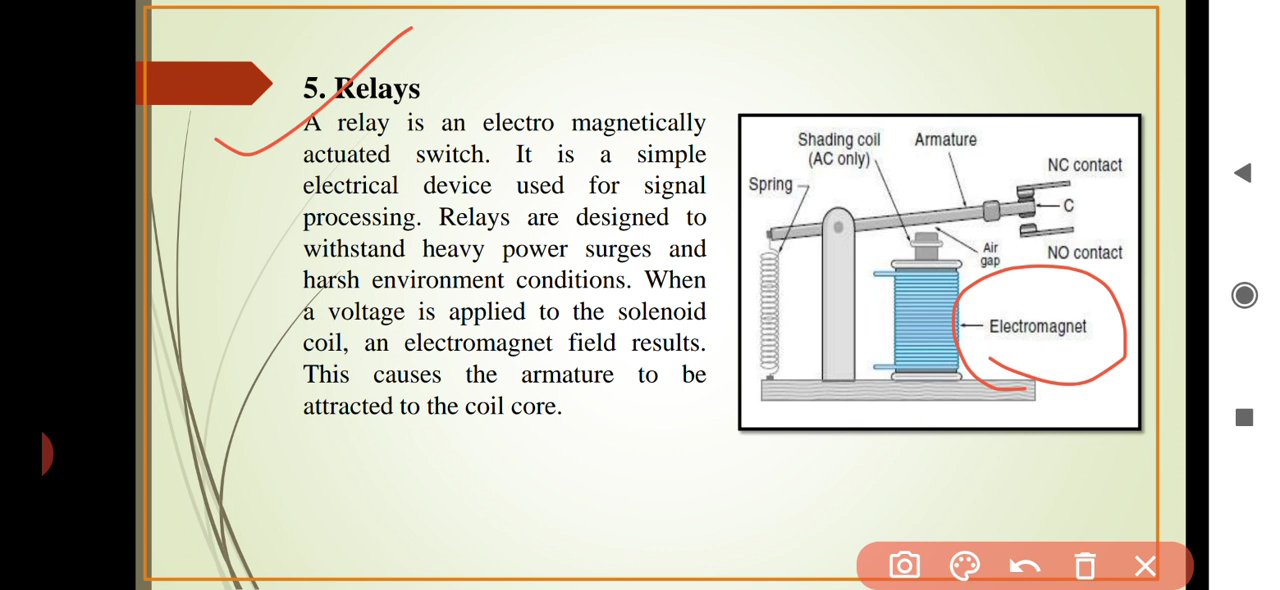 5. Relays
A relay is an electro magnetically
actuated switch. It is a simple
electrical device used for signal
processing. Relays are designed to
withstand heavy power surges and
harsh environment conditions. When
a voltage is applied to the solenoid
coil, an electromagnet field results.
This causes the armature to be
attracted to the coil core.
Shading coil
(AC only)
Armature
NC contact
Spring
C
Air
gap
NO contact
Electromagnet